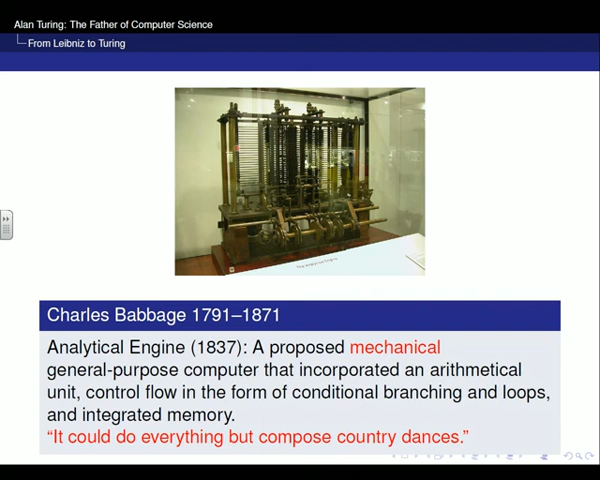 Alan Turing: The Father of Computer Science
From Leibniz to Turing
Charles Babbage 1791–1871
Analytical Engine (1837): A proposed mechanical
general-purpose computer that incorporated an arithmetical
unit, control flow in the form of conditional branching and loops,
and integrated memory.
“It could do everything but compose country dances.”